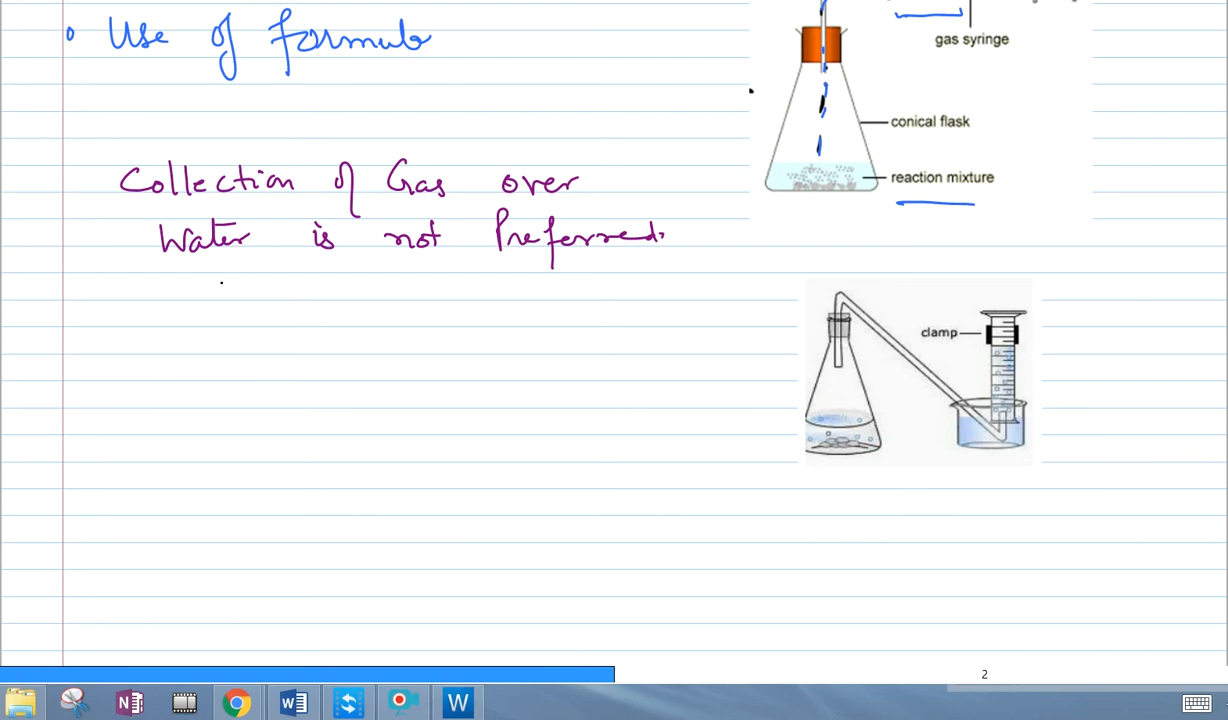 • Use of formula
gas syringe
conical flask
reaction mixture
Collection of Gas over
Water is not Preferred.
clamp
2